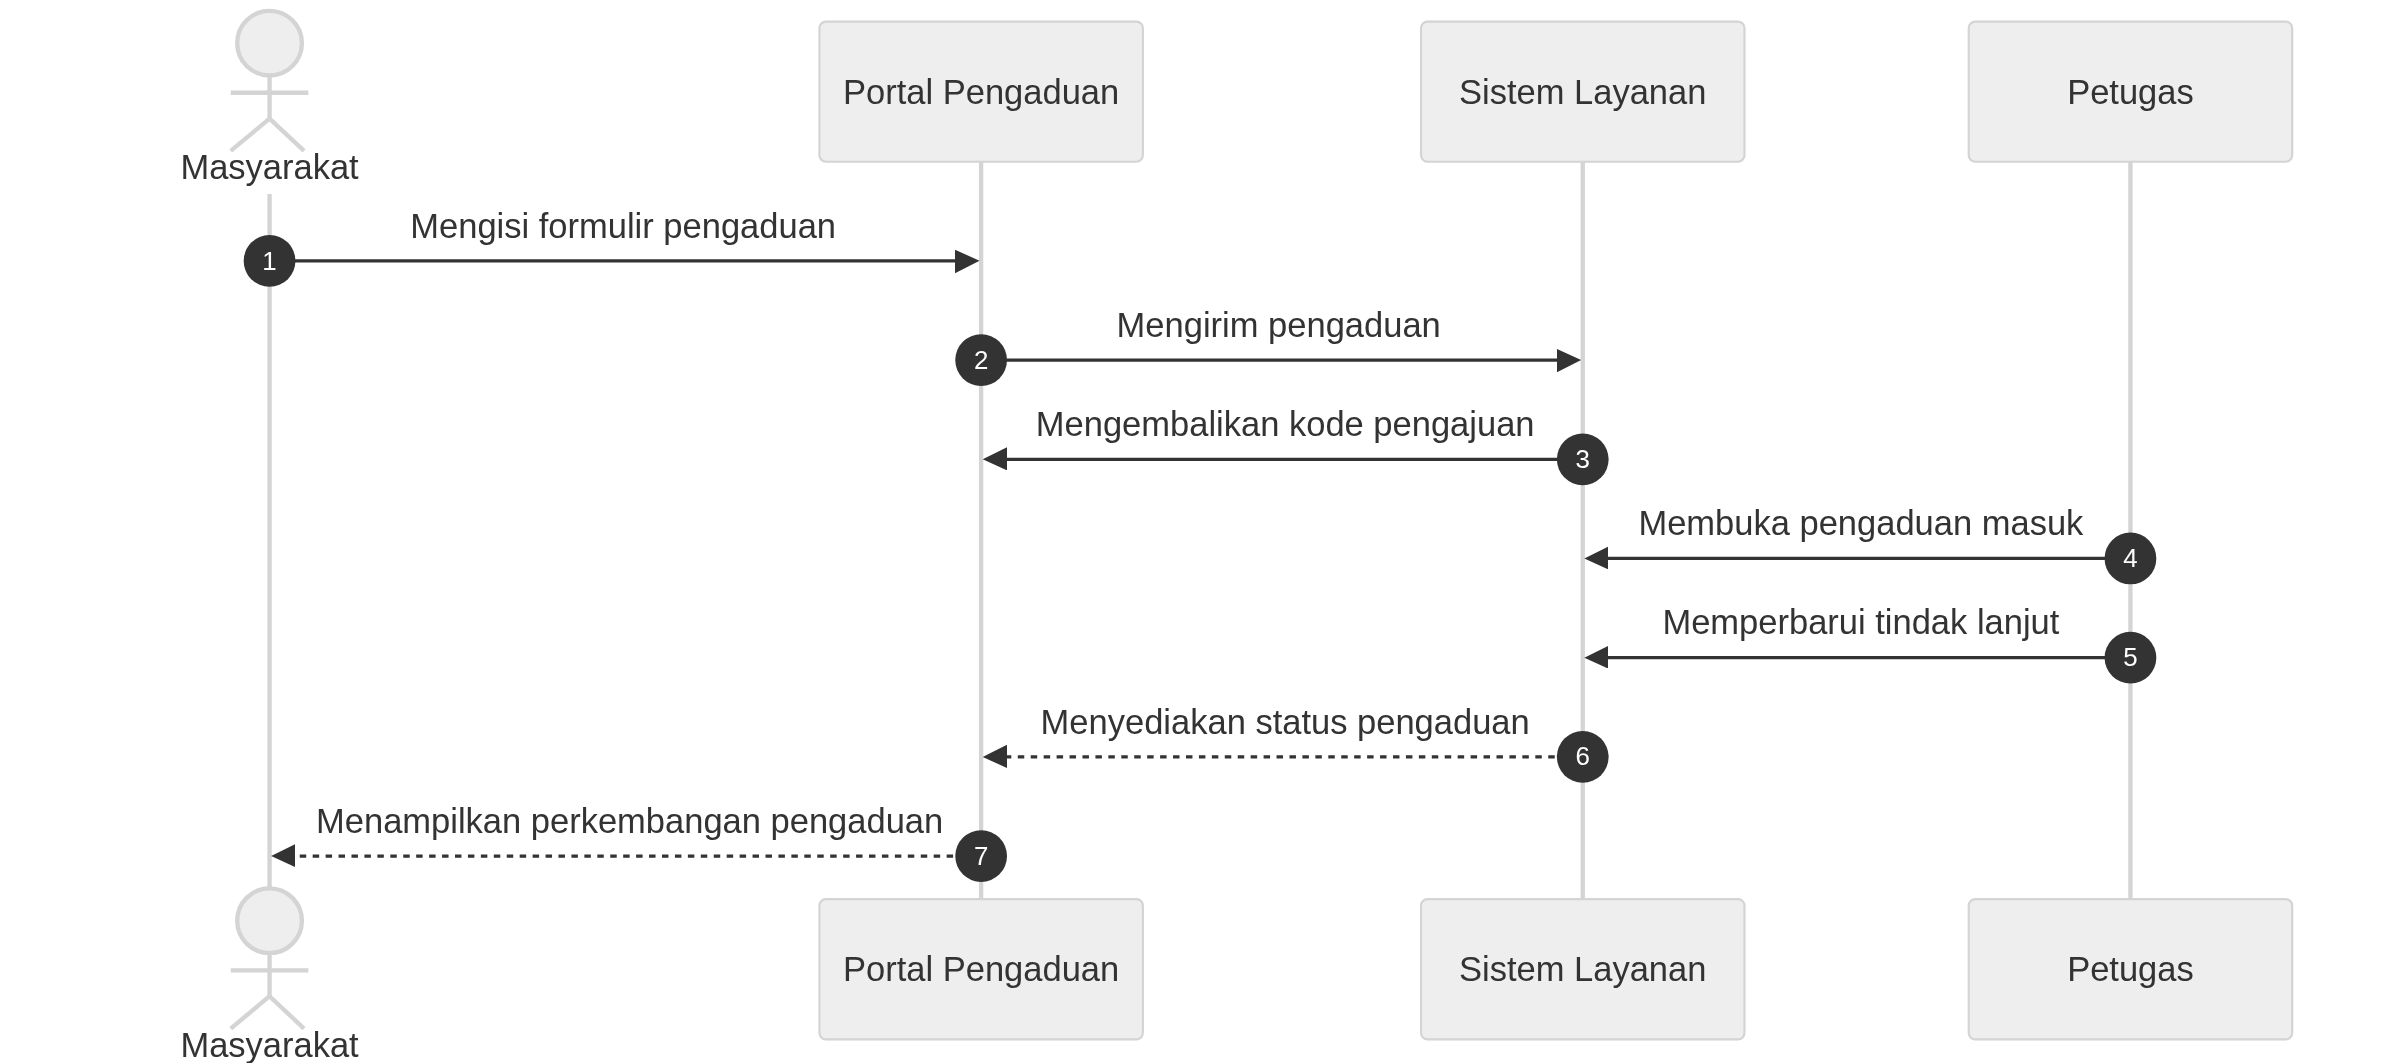 Masyarakat
Portal Pengaduan
Sistem Layanan
Petugas
Mengisi formulir pengaduan
1
Mengirim pengaduan
2
Mengembalikan kode pengajuan
3
Membuka pengaduan masuk
4
Memperbarui tindak lanjut
5
Menyediakan status pengaduan
6
Menampilkan perkembangan pengaduan
7
Masyarakat
Portal Pengaduan
Sistem Layanan
Petugas